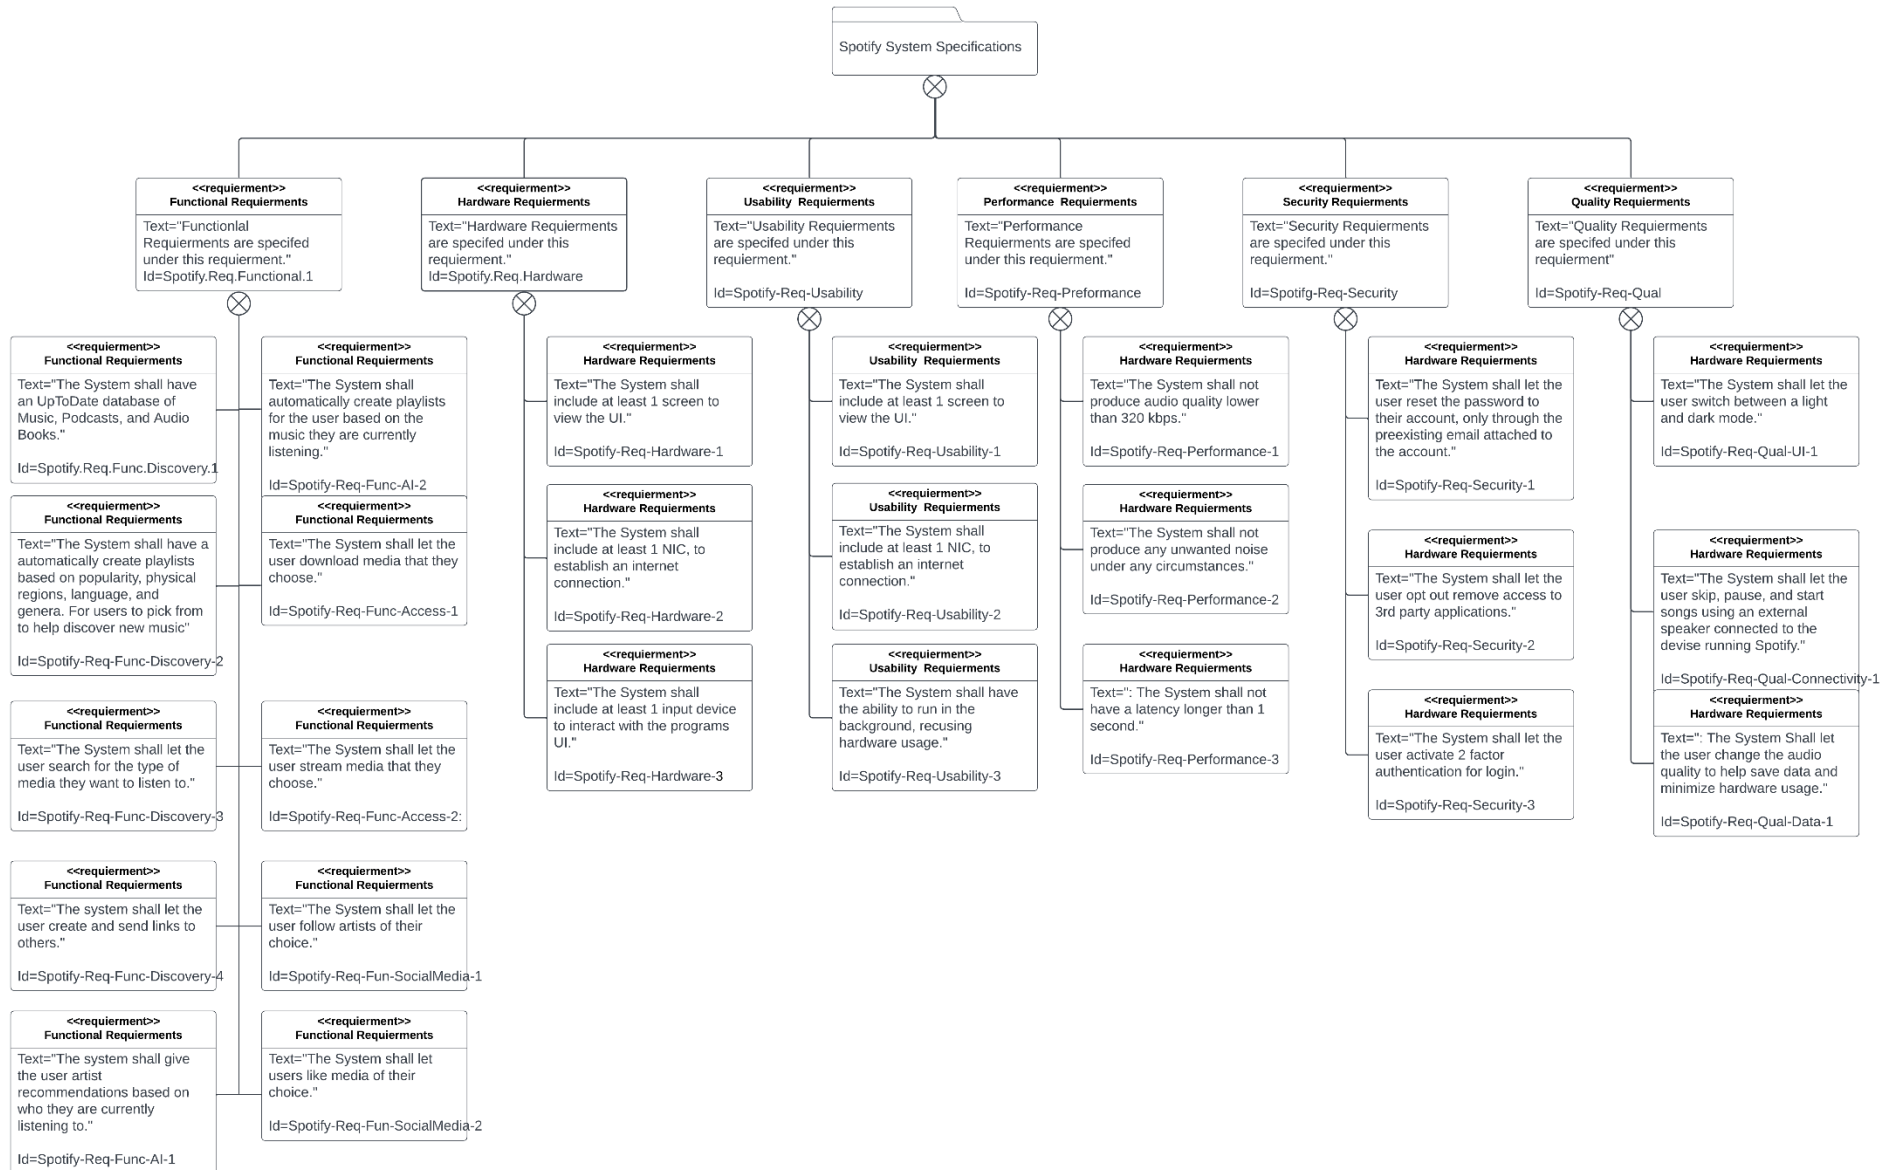 Spotify System Specifications
<<requierment>>
Functional Requierments
Text="Functionlal
Requierments are specifed
under this requierment."
Id=Spotify.Req.Functional.1
<<requierment>>
Hardware Requierments
Text="Hardware Requierments
are specifed under this
requierment."
Id=Spotify.Req.Hardware
<<requierment>>
Usability  Requierments
Text="Usability Requierments
are specifed under this
requierment."
Id=Spotify-Req-Usability
<<requierment>>
Performance  Requierments
Text="Performance
Requierments are specifed
under this requierment."
Id=Spotify-Req-Preformance
<<requierment>>
Security Requierments
Text="Security Requierments
are specifed under this
requierment."
Id=Spotifg-Req-Security
<<requierment>>
Quality Requierments
Text="Quality Requierments
are specifed under this
requierment"
Id=Spotify-Req-Qual
<<requierment>>
Functional Requierments
Text="The System shall have
an UpToDate database of
Music, Podcasts, and Audio
Books."
Id=Spotify.Req.Func.Discovery.1
<<requierment>>
Functional Requierments
Text="The System shall
automatically create playlists
for the user based on the
music they are currently
listening."
Id=Spotify-Req-Func-AI-2
<<requierment>>
Functional Requierments
Text="The System shall have a
automatically create playlists
based on popularity, physical
regions, language, and
genera. For users to pick from
to help discover new music"
Id=Spotify-Req-Func-Discovery-2
<<requierment>>
Functional Requierments
Text="The System shall let the
user download media that they
choose."
Id=Spotify-Req-Func-Access-1
<<requierment>>
Functional Requierments
Text="The System shall let the
user search for the type of
media they want to listen to."
Id=Spotify-Req-Func-Discovery-3
<<requierment>>
Functional Requierments
Text="The System shall let the
user stream media that they
choose."
Id=Spotify-Req-Func-Access-2:
<<requierment>>
Functional Requierments
Text="The system shall let the
user create and send links to
others."
Id=Spotify-Req-Func-Discovery-4
<<requierment>>
Functional Requierments
Text="The System shall let the
user follow artists of their
choice."
Id=Spotify-Req-Fun-SocialMedia-1
<<requierment>>
Functional Requierments
Text="The system shall give
the user artist
recommendations based on
who they are currently
listening to."
Id=Spotify-Req-Func-AI-1
<<requierment>>
Functional Requierments
Text="The System shall let
users like media of their
choice."
Id=Spotify-Req-Fun-SocialMedia-2
<<requierment>>
Hardware Requierments
Text="The System shall
include at least 1 screen to
view the UI."
Id=Spotify-Req-Hardware-1
<<requierment>>
Hardware Requierments
Text="The System shall
include at least 1 NIC, to
establish an internet
connection."
Id=Spotify-Req-Hardware-2
<<requierment>>
Hardware Requierments
Text="The System shall
include at least 1 input device
to interact with the programs
UI."
Id=Spotify-Req-Hardware-3
<<requierment>>
Usability  Requierments
Text="The System shall
include at least 1 screen to
view the UI."
Id=Spotify-Req-Usability-1
<<requierment>>
Usability  Requierments
Text="The System shall
include at least 1 NIC, to
establish an internet
connection."
Id=Spotify-Req-Usability-2
<<requierment>>
Usability  Requierments
Text="The System shall have
the ability to run in the
background, recusing
hardware usage."
Id=Spotify-Req-Usability-3
<<requierment>>
Hardware Requierments
Text="The System shall not
produce audio quality lower
than 320 kbps."
Id=Spotify-Req-Performance-1
<<requierment>>
Hardware Requierments
Text="The System shall not
produce any unwanted noise
under any circumstances."
Id=Spotify-Req-Performance-2
<<requierment>>
Hardware Requierments
Text=": The System shall not
have a latency longer than 1
second."
Id=Spotify-Req-Performance-3
<<requierment>>
Hardware Requierments
Text="The System shall let the
user reset the password to
their account, only through the
preexisting email attached to
the account."
Id=Spotify-Req-Security-1
<<requierment>>
Hardware Requierments
Text="The System shall let the
user opt out remove access to
3rd party applications."
Id=Spotify-Req-Security-2
<<requierment>>
Hardware Requierments
Text="The System shall let the
user activate 2 factor
authentication for login."
Id=Spotify-Req-Security-3
<<requierment>>
Hardware Requierments
Text="The System shall let the
user switch between a light
and dark mode."
Id=Spotify-Req-Qual-UI-1
<<requierment>>
Hardware Requierments
Text="The System shall let the
user skip, pause, and start
songs using an external
speaker connected to the
devise running Spotify."
Id=Spotify-Req-Qual-Connectivity-1
<<requierment>>
Hardware Requierments
Text=": The System Shall let
the user change the audio
quality to help save data and
minimize hardware usage."
Id=Spotify-Req-Qual-Data-1